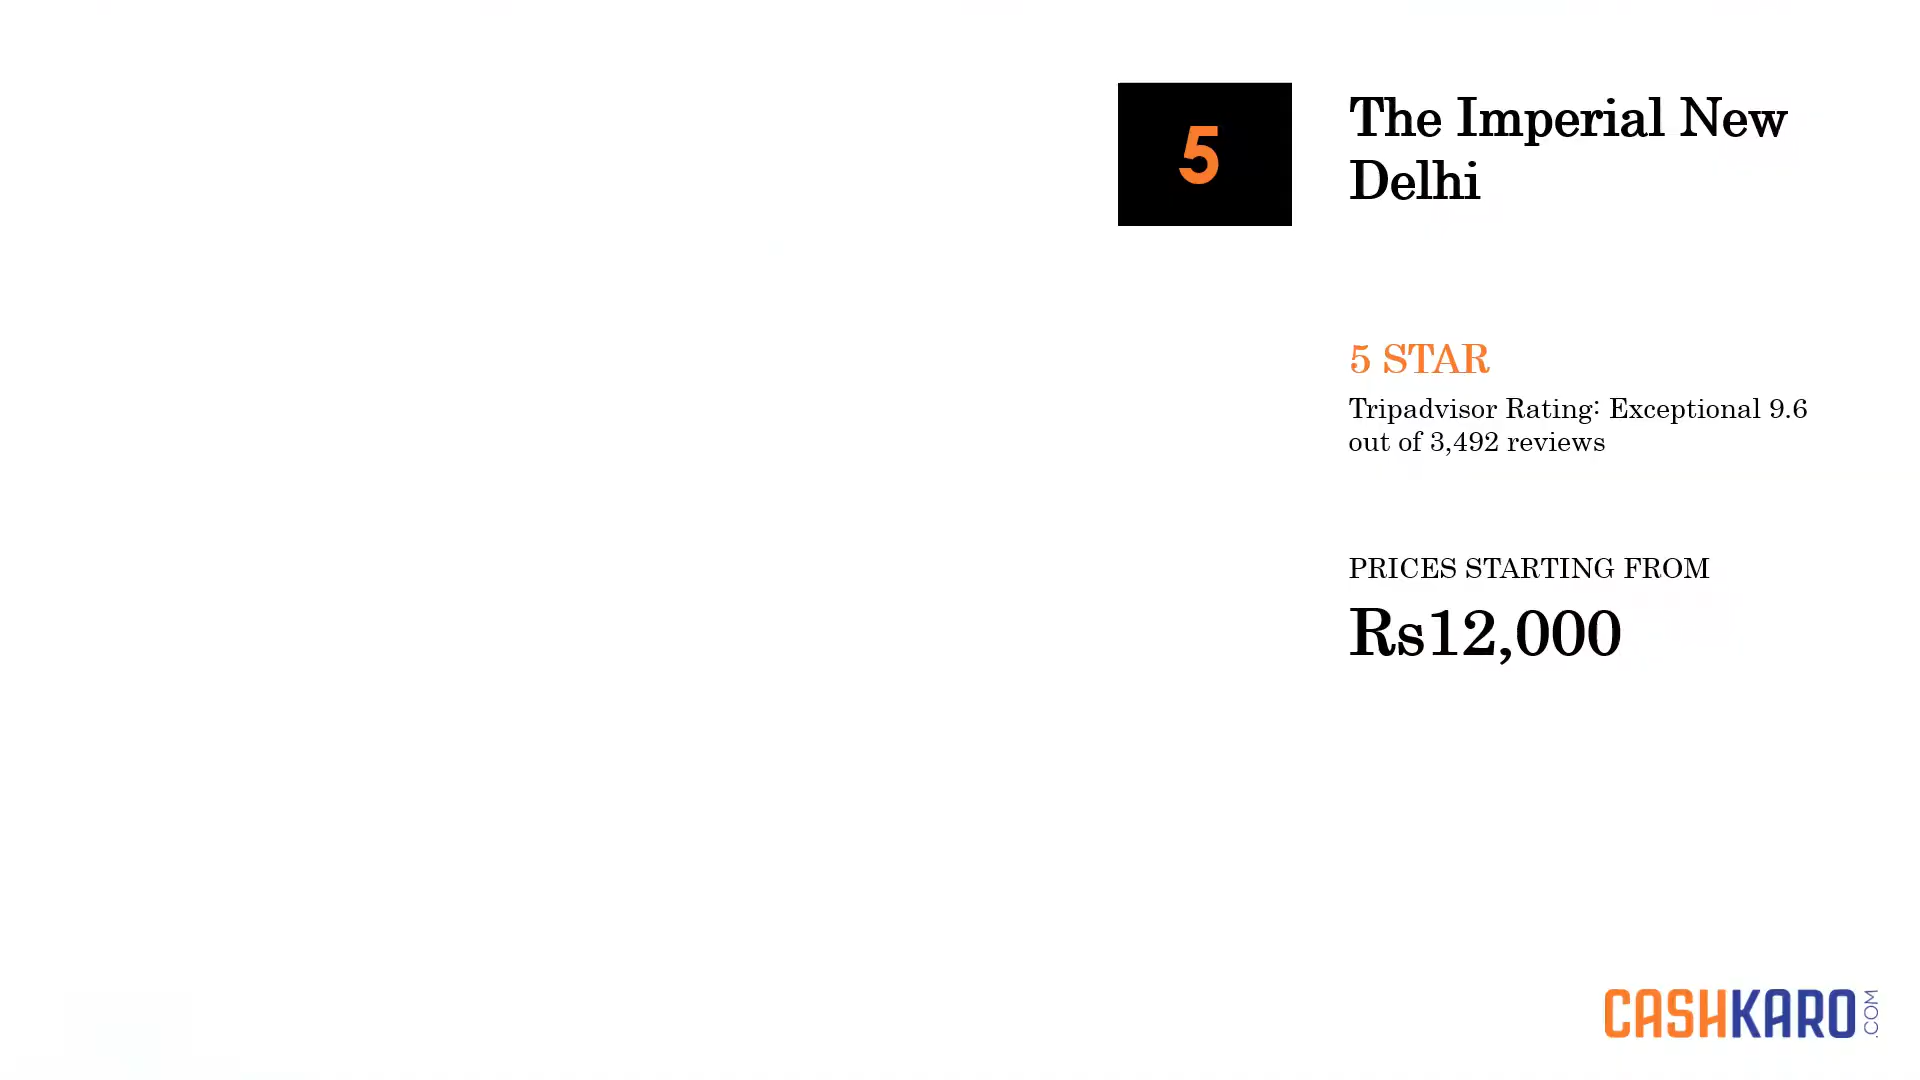 5
The Imperial New
Delhi
5 STAR
Tripadvisor Rating: Exceptional 9.6
out of 3,492 reviews
PRICES STARTING FROM
Rs12,000
CASHKARO.COM